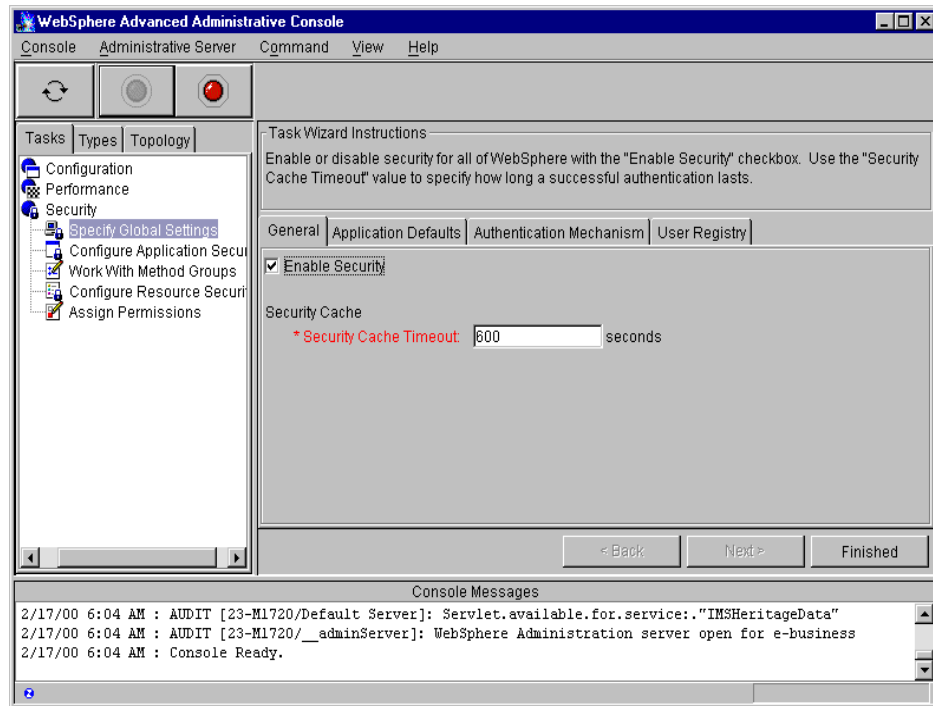 WebSphere Advanced Administrative Console
Console Administrative Server Command View Help
Tasks Types Topology
Configuration
Performance
Security
Specify Global Settings
Configure Application Secu
Work With Method Groups
Configure Resource Securit
Assign Permissions
Task Wizard Instructions
Enable or disable security for all of WebSphere with the "Enable Security" checkbox. Use the "Security
Cache Timeout" value to specify how long a successful authentication lasts.
General Application Defaults Authentication Mechanism User Registry
Enable Security
Security Cache
* Security Cache Timeout: 600 seconds
< Back Next > Finished
Console Messages
2/17/00 6:04 AM : AUDIT [23-M1720/Default Server]: Servlet.available.for.service:."IMSHeritageData"
2/17/00 6:04 AM : AUDIT [23-M1720/__adminServer]: WebSphere Administration server open for e-business
2/17/00 6:04 AM : Console Ready.